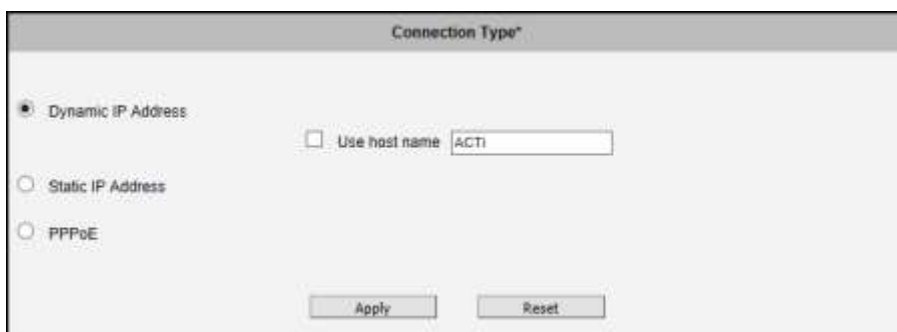 Connection Type*
Dynamic IP Address
Use host name ACTi
Static IP Address
PPPoE
Apply Reset